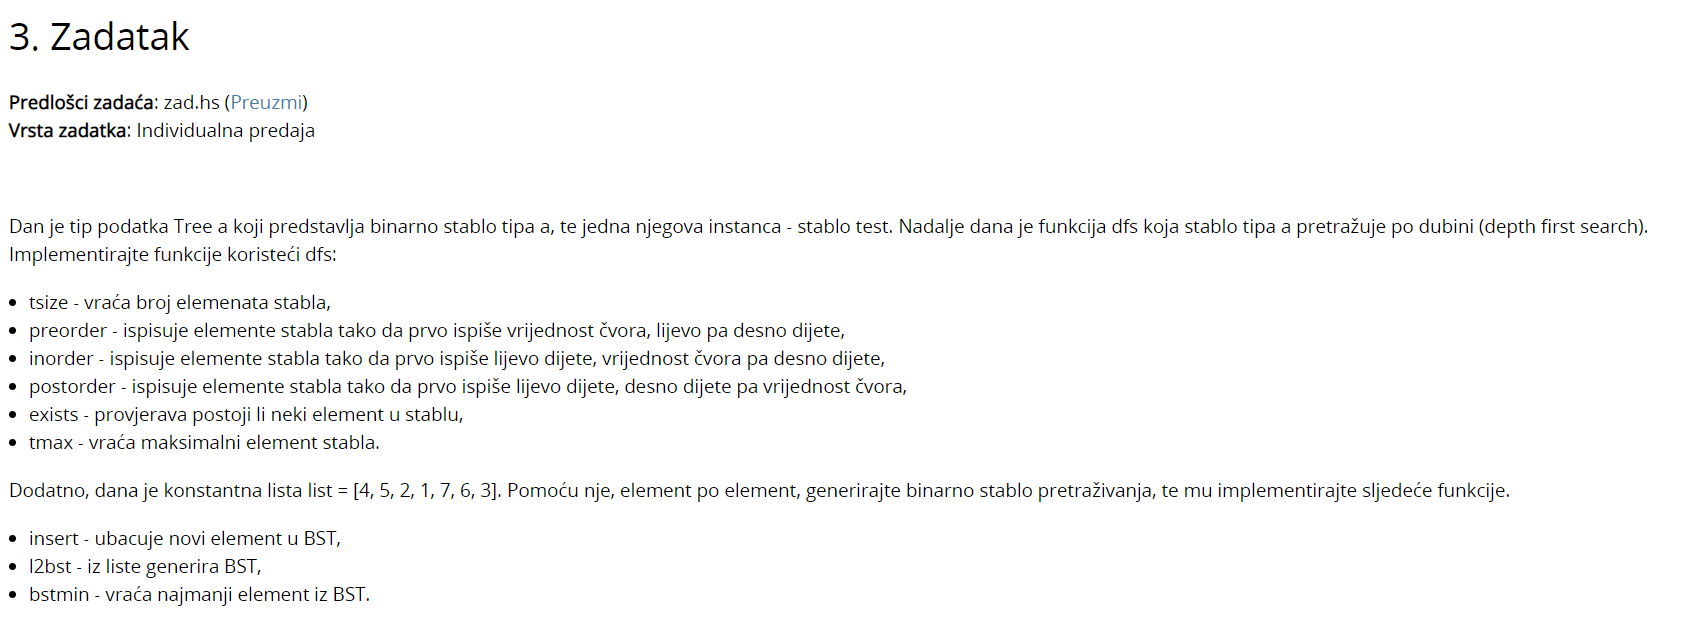 3. Zadatak
Predlošci zadaća: zad.hs (Preuzmi)
Vrsta zadatka: Individualna predaja
Dan je tip podatka Tree a koji predstavlja binarno stablo tipa a, te jedna njegova instanca - stablo test. Nadalje dana je funkcija dfs koja stablo tipa a pretražuje po dubini (depth first search).
Implementirajte funkcije koristeći dfs:
• tsize - vraća broj elemenata stabla,
• preorder - ispisuje elemente stabla tako da prvo ispiše vrijednost čvora, lijevo pa desno dijete,
• inorder - ispisuje elemente stabla tako da prvo ispiše lijevo dijete, vrijednost čvora pa desno dijete,
• postorder - ispisuje elemente stabla tako da prvo ispiše lijevo dijete, desno dijete pa vrijednost čvora,
• exists - provjerava postoji li neki element u stablu,
• tmax - vraća maksimalni element stabla.
Dodatno, dana je konstantna lista list = [4, 5, 2, 1, 7, 6, 3]. Pomoću nje, element po element, generirajte binarno stablo pretraživanja, te mu implementirajte sljedeće funkcije.
• insert - ubacuje novi element u BST,
• l2bst - iz liste generira BST,
• bstmin - vraća najmanji element iz BST.